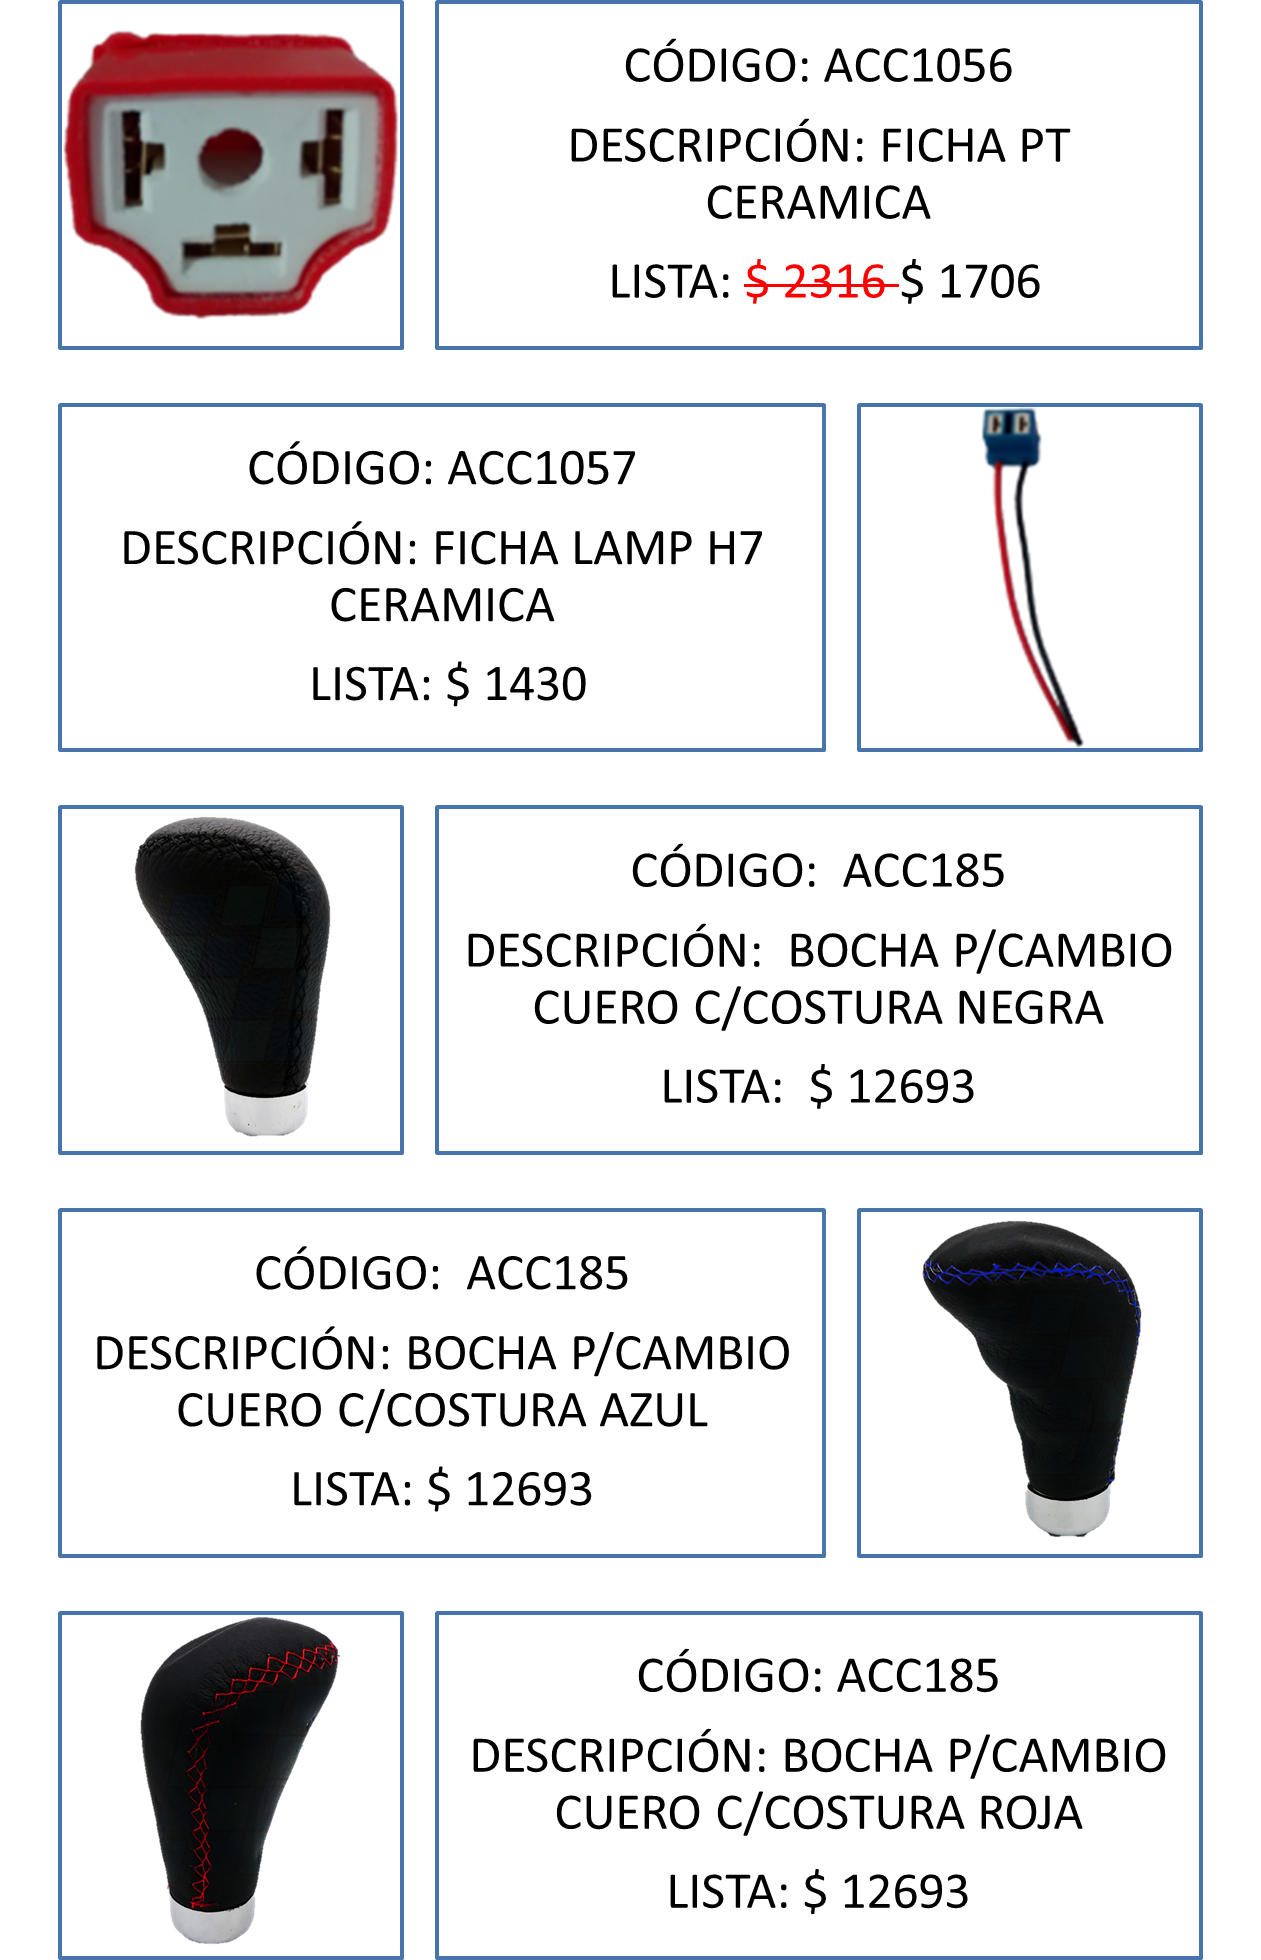 CÓDIGO: ACC1056
DESCRIPCIÓN: FICHA PT
CERAMICA
LISTA: $ 2316 $ 1706
CÓDIGO: ACC1057
DESCRIPCIÓN: FICHA LAMP H7
CERAMICA
LISTA: $ 1430
CÓDIGO: ACC185
DESCRIPCIÓN: BOCHA P/CAMBIO
CUERO C/COSTURA NEGRA
LISTA: $ 12693
CÓDIGO: ACC185
DESCRIPCIÓN: BOCHA P/CAMBIO
CUERO C/COSTURA AZUL
LISTA: $ 12693
CÓDIGO: ACC185
DESCRIPCIÓN: BOCHA P/CAMBIO
CUERO C/COSTURA ROJA
LISTA: $ 12693